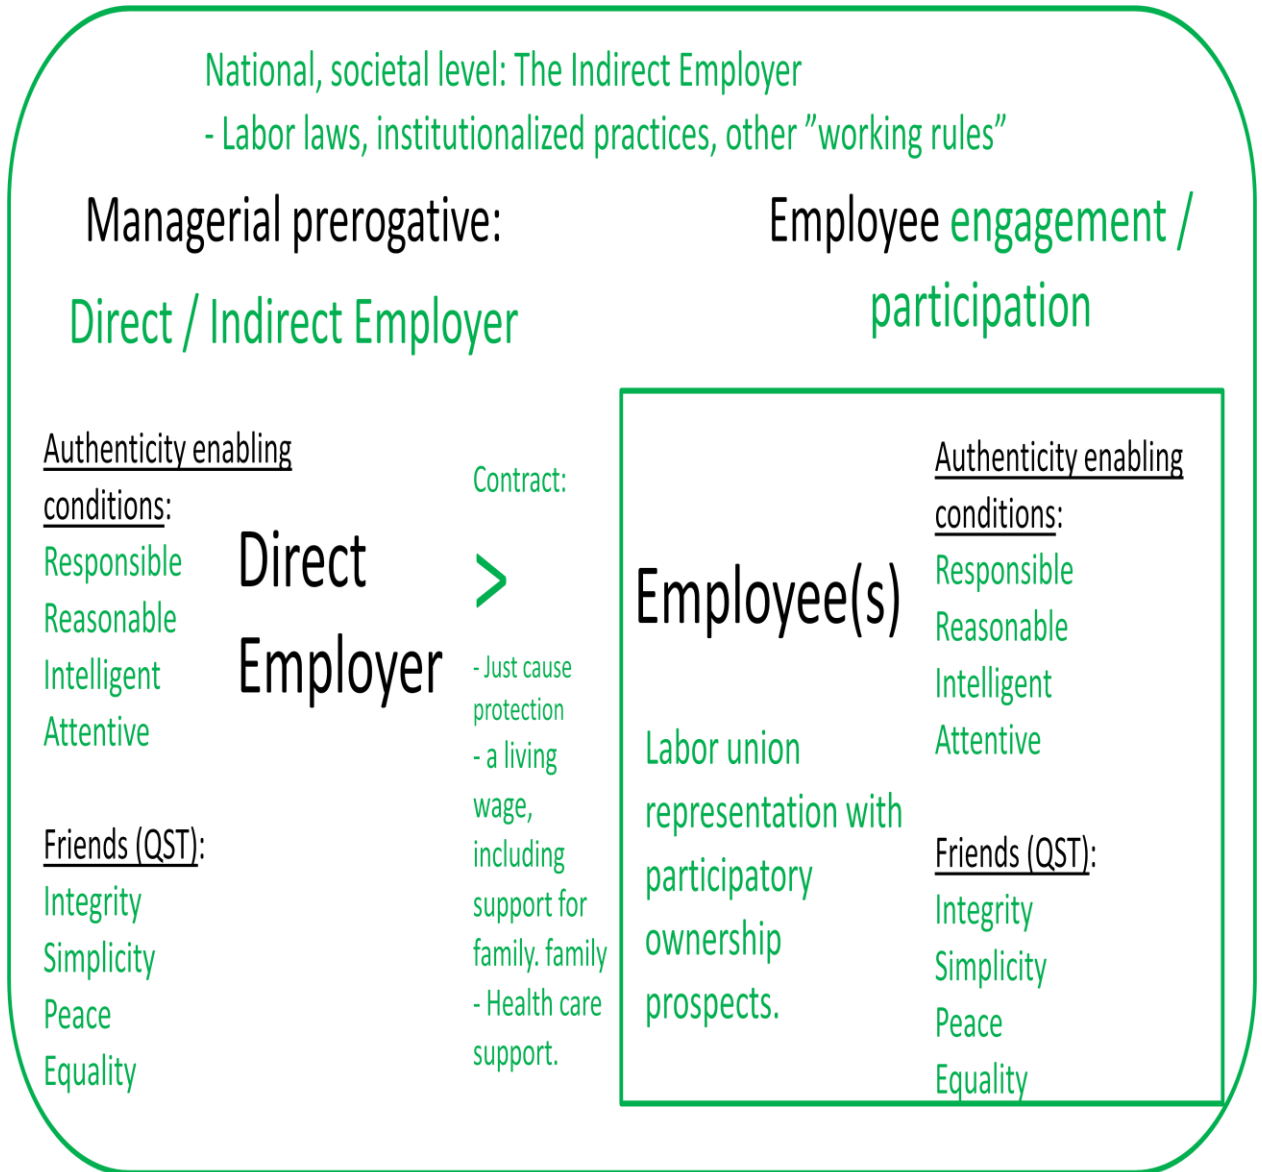 National, societal level: The Indirect Employer
- Labor laws, institutionalized practices, other ”working rules”
Managerial prerogative:
Direct / Indirect Employer
Employee engagement /
participation
Authenticity enabling
conditions:
Responsible
Reasonable
Intelligent
Attentive
Friends (QST):
Integrity
Simplicity
Peace
Equality
Direct
Employer
Contract:
>
- Just cause
protection
- a living
wage,
including
support for
family. family
- Health care
support.
Employee(s)
Labor union
representation with
participatory
ownership
prospects.
Authenticity enabling
conditions:
Responsible
Reasonable
Intelligent
Attentive
Friends (QST):
Integrity
Simplicity
Peace
Equality